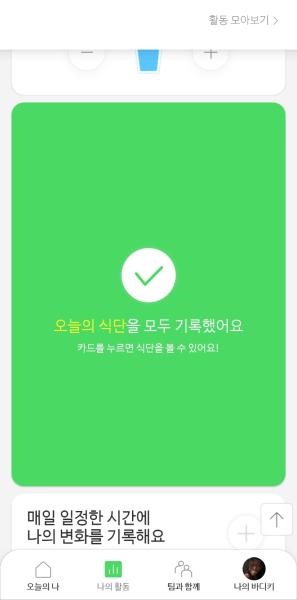 활동 모아보기 >
오늘의 식단을 모두 기록했어요
카드를 누르면 식단을 볼 수 있어요!
매일 일정한 시간에
나의 변화를 기록해요
오늘의 나 나의 활동 팀과 함께 나의 바디키